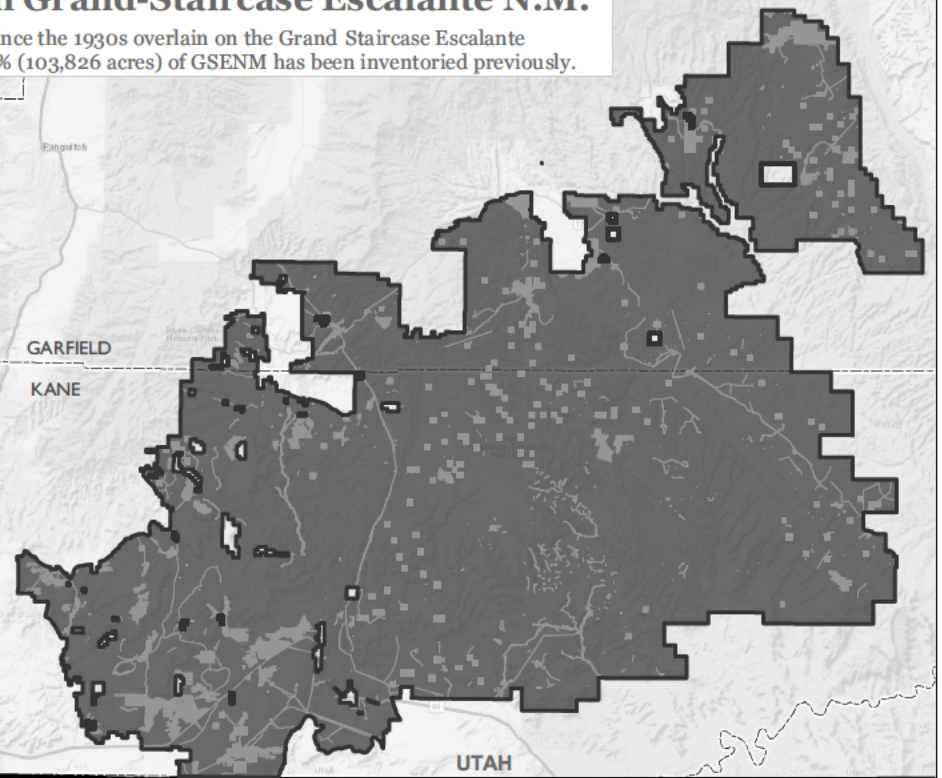 Grand-Staircase Escalante N.M.
nce the 1930s overlain on the Grand Staircase Escalante
% (103,826 acres) of GSENM has been inventoried previously.
Panguitch
GARFIELD
KANE
UTAH
Utah